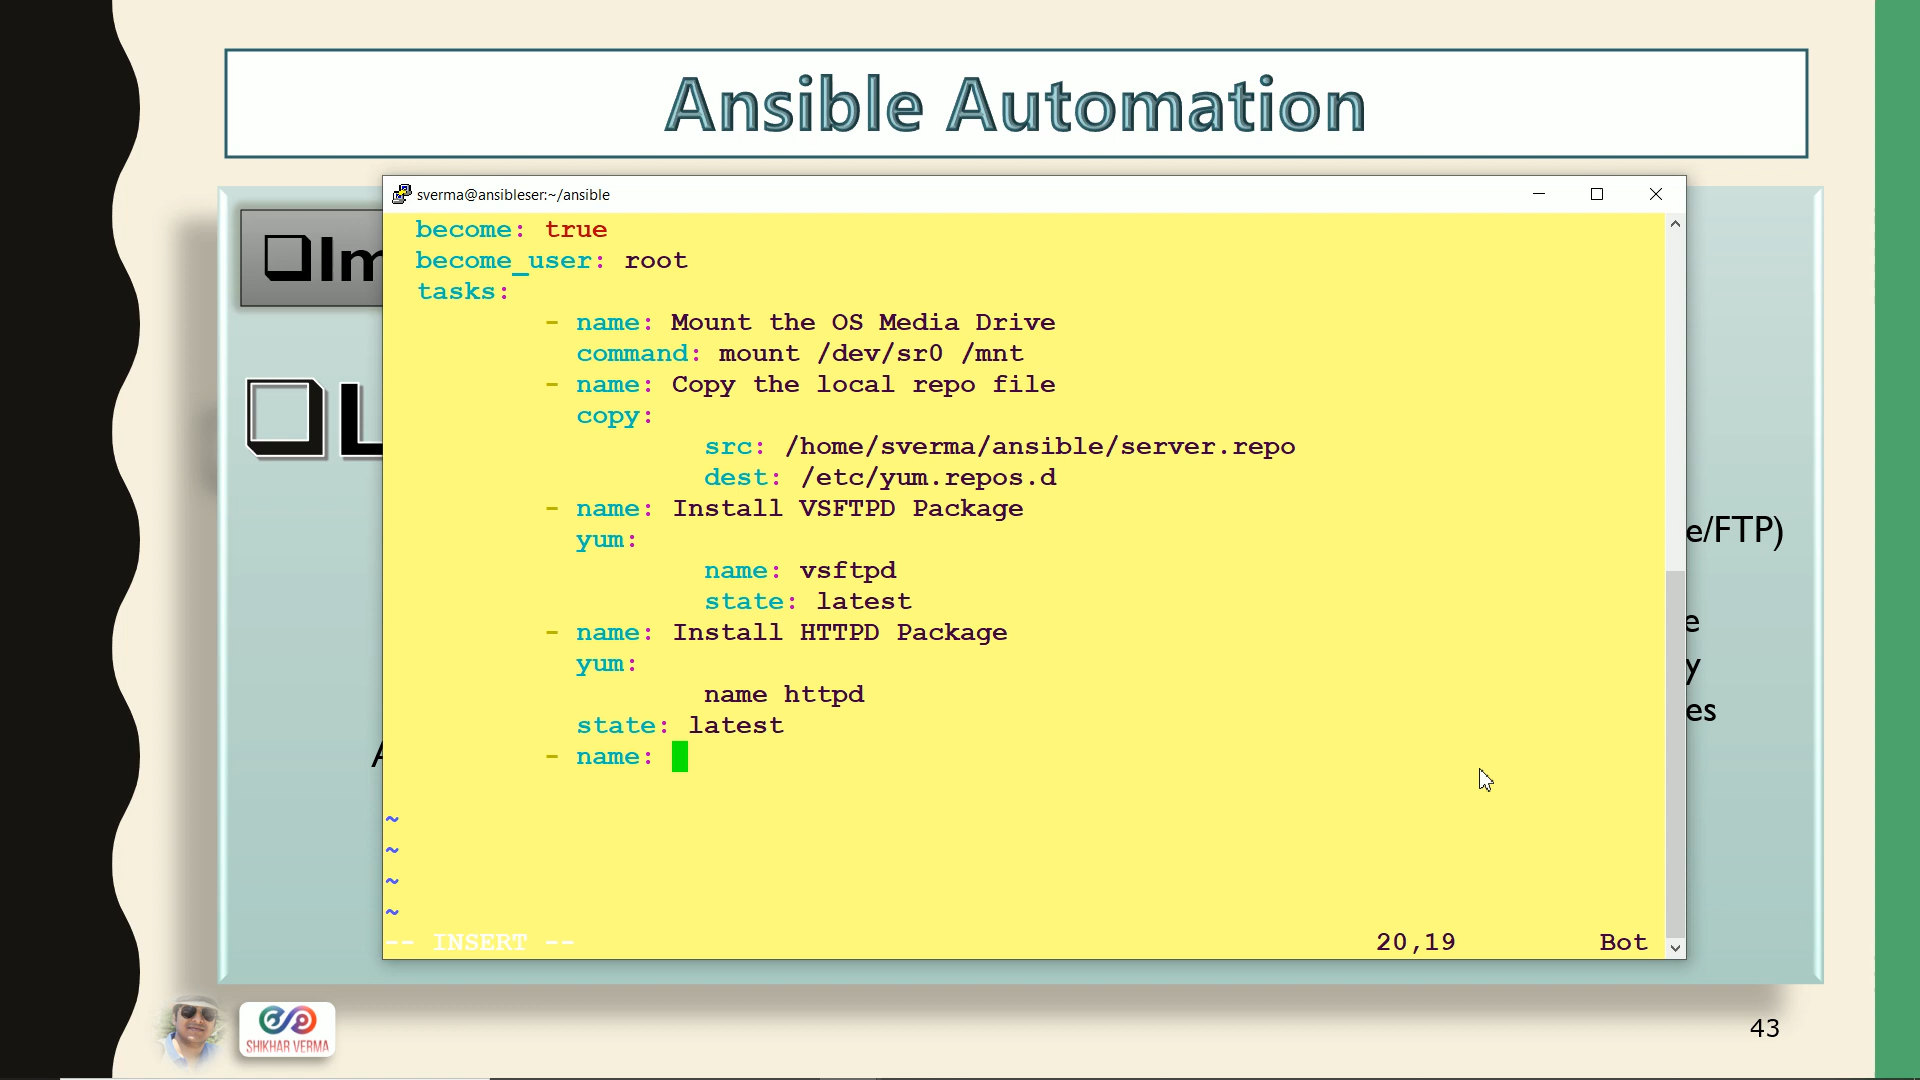 Ansible Automation
sverma@ansibleser:~/ansible
❑Im
❑L
become: true
become_user: root
tasks:
- name: Mount the OS Media Drive
command: mount /dev/sr0 /mnt
- name: Copy the local repo file
copy:
src: /home/sverma/ansible/server.repo
dest: /etc/yum.repos.d
- name: Install VSFTPD Package
yum:
name: vsftpd
state: latest
- name: Install HTTPD Package
yum:
name httpd
state: latest
- name:
~
~
~
~
-- INSERT -- 20,19 Bot
e/FTP)
e
y
es
A
SHIKHAR VERMA
43